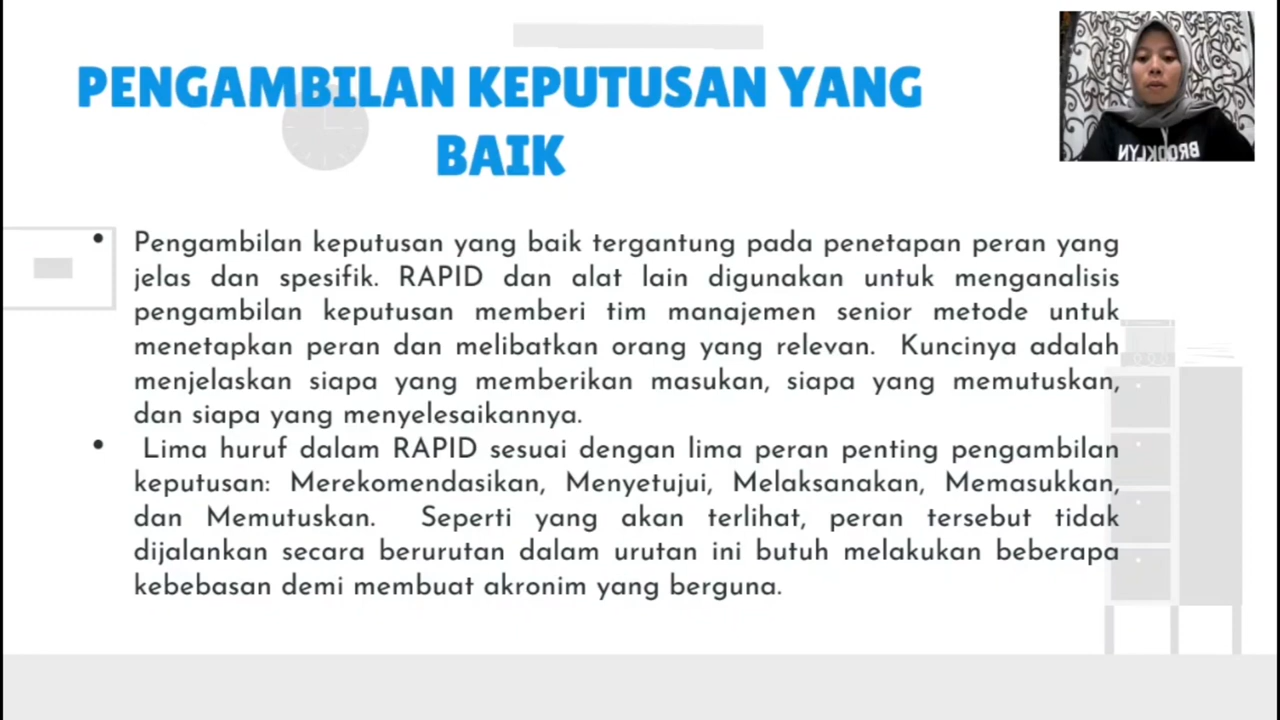 PENGAMBILAN KEPUTUSAN YANG
BAIK
BROOKLYN
• Pengambilan keputusan yang baik tergantung pada penetapan peran yang
jelas dan spesifik. RAPID dan alat lain digunakan untuk menganalisis
pengambilan keputusan memberi tim manajemen senior metode untuk
menetapkan peran dan melibatkan orang yang relevan. Kuncinya adalah
menjelaskan siapa yang memberikan masukan, siapa yang memutuskan,
dan siapa yang menyelesaikannya.
• Lima huruf dalam RAPID sesuai dengan lima peran penting pengambilan
keputusan: Merekomendasikan, Menyetujui, Melaksanakan, Memasukkan,
dan Memutuskan. Seperti yang akan terlihat, peran tersebut tidak
dijalankan secara berurutan dalam urutan ini butuh melakukan beberapa
kebebasan demi membuat akronim yang berguna.